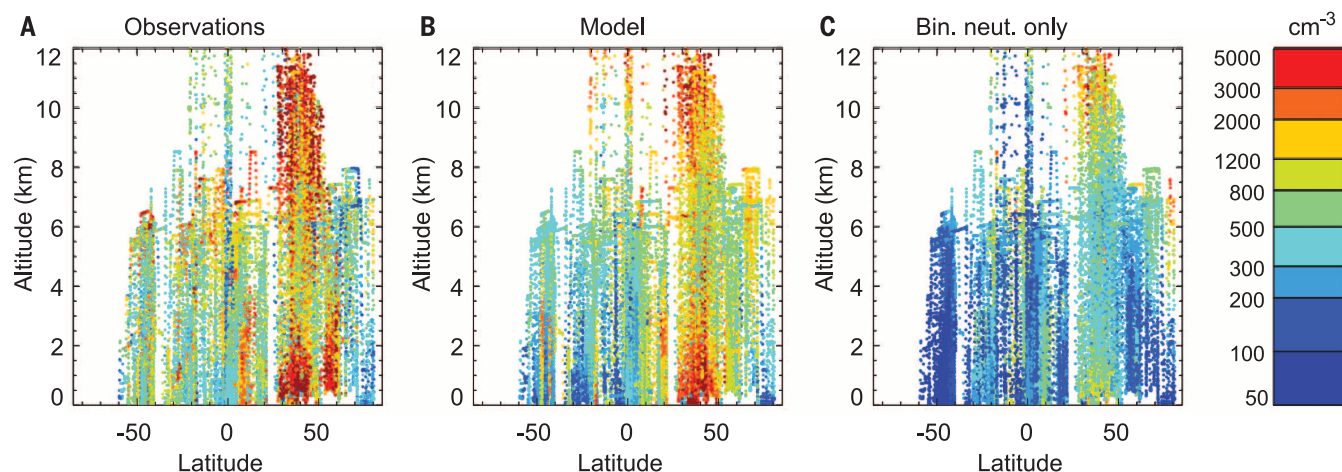 A Observations
12
10
8
6
4
2
0
Altitude (km)
-50 0 50
Latitude
B Model
12
10
8
6
4
2
0
Altitude (km)
-50 0 50
Latitude
C Bin. neut. only
12
10
8
6
4
2
0
Altitude (km)
-50 0 50
Latitude
cm-3
5000
3000
2000
1200
800
500
300
200
100
50